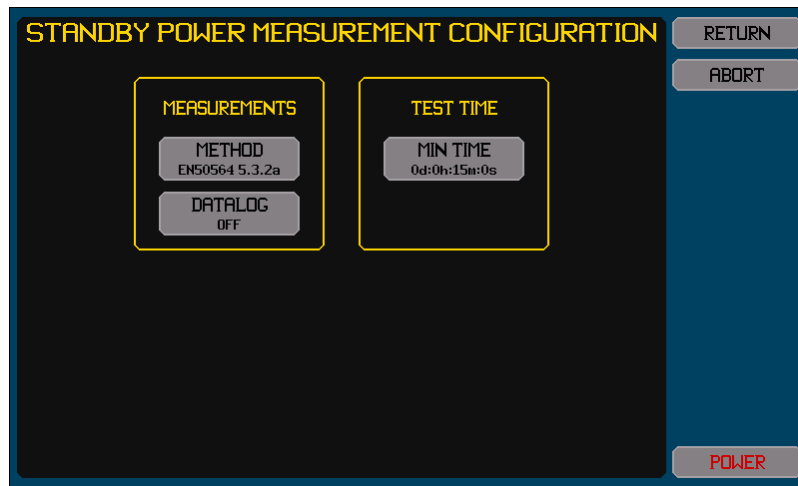 STANDBY POWER MEASUREMENT CONFIGURATION
RETURN
ABORT
MEASUREMENTS
METHOD
EN50564 5.3.2a
DATALOG
OFF
TEST TIME
MIN TIME
0d:0h:15m:0s
POWER